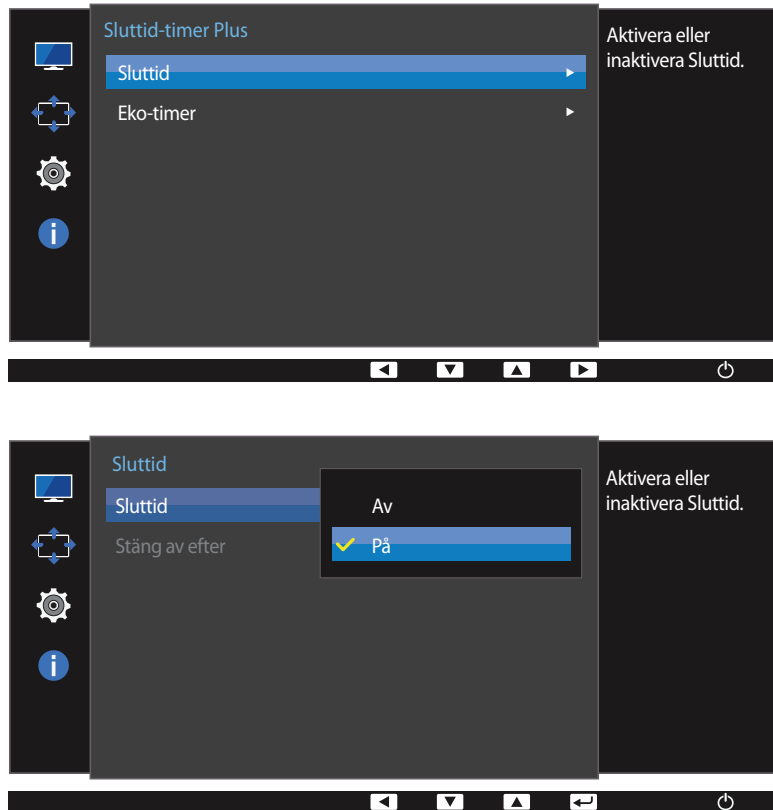 Sluttid-timer Plus
Sluttid
Eko-timer
Aktivera eller
inaktivera Sluttid.
Sluttid
Sluttid
Stäng av efter
Av
På
Aktivera eller
inaktivera Sluttid.